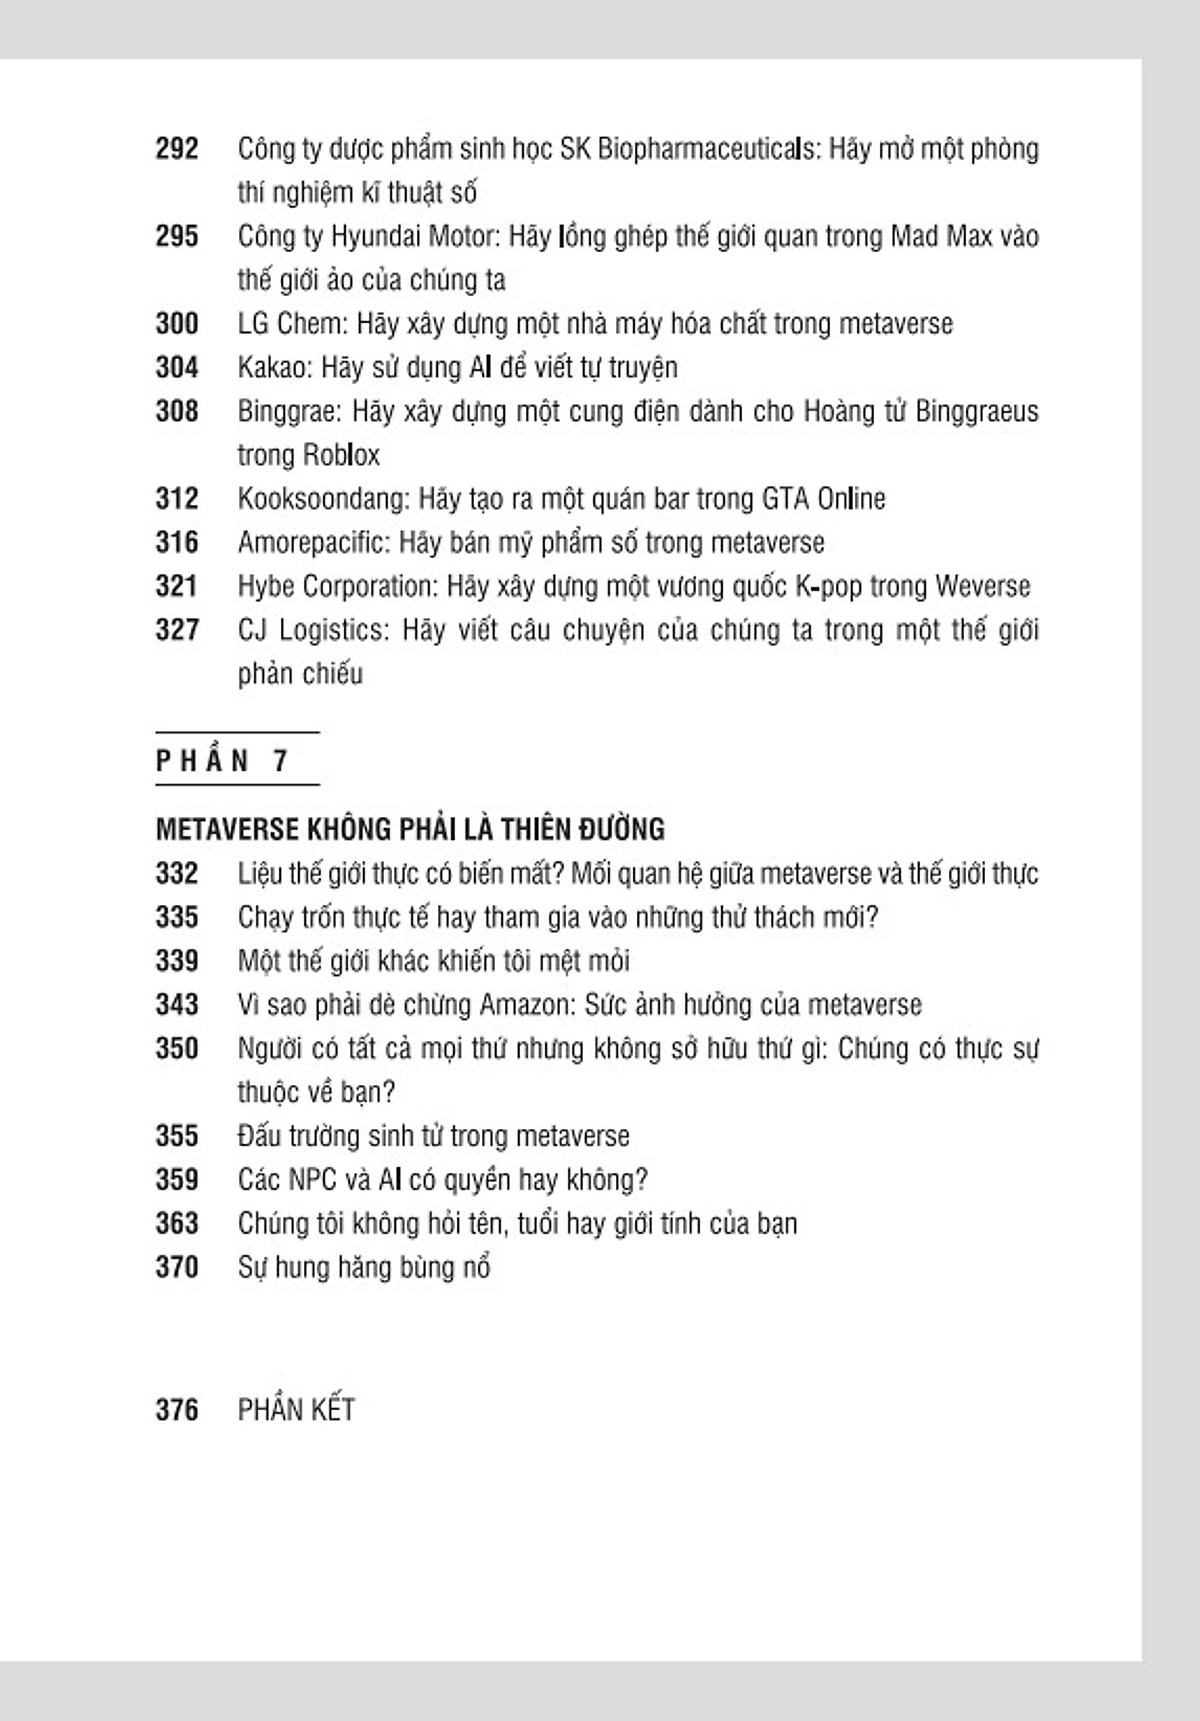 292 Công ty dược phẩm sinh học SK Biopharmaceuticals: Hãy mở một phòng
thí nghiệm kĩ thuật số
295 Công ty Hyundai Motor: Hãy lồng ghép thế giới quan trong Mad Max vào
thế giới ảo của chúng ta
300 LG Chem: Hãy xây dựng một nhà máy hóa chất trong metaverse
304 Kakao: Hãy sử dụng AI để viết tự truyện
308 Binggrae: Hãy xây dựng một cung điện dành cho Hoàng tử Binggraeus
trong Roblox
312 Kooksoondang: Hãy tạo ra một quán bar trong GTA Online
316 Amorepacific: Hãy bán mỹ phẩm số trong metaverse
321 Hybe Corporation: Hãy xây dựng một vương quốc K-pop trong Weverse
327 CJ Logistics: Hãy viết câu chuyện của chúng ta trong một thế giới
phản chiếu
PHẦN 7
METAVERSE KHÔNG PHẢI LÀ THIÊN ĐƯỜNG
332 Liệu thế giới thực có biến mất? Mối quan hệ giữa metaverse và thế giới thực
335 Chạy trốn thực tế hay tham gia vào những thử thách mới?
339 Một thế giới khác khiến tôi mệt mỏi
343 Vì sao phải dè chừng Amazon: Sức ảnh hưởng của metaverse
350 Người có tất cả mọi thứ nhưng không sở hữu thứ gì: Chúng có thực sự
thuộc về bạn?
355 Đấu trường sinh tử trong metaverse
359 Các NPC và AI có quyền hay không?
363 Chúng tôi không hỏi tên, tuổi hay giới tính của bạn
370 Sự hung hăng bùng nổ
376 PHẦN KẾT